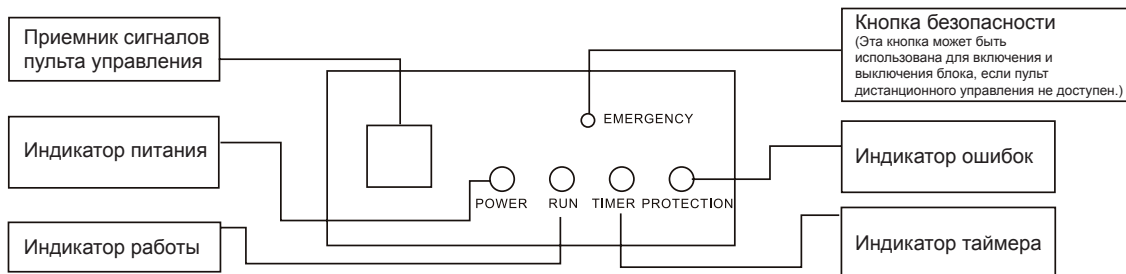 Приемник сигналов
пульта управления
Индикатор питания
Индикатор работы
EMERGENCY
POWER RUN TIMER PROTECTION
Кнопка безопасности
(Эта кнопка может быть
использована для включения и
выключения блока, если пульт
дистанционного управления не доступен.)
Индикатор ошибок
Индикатор таймера